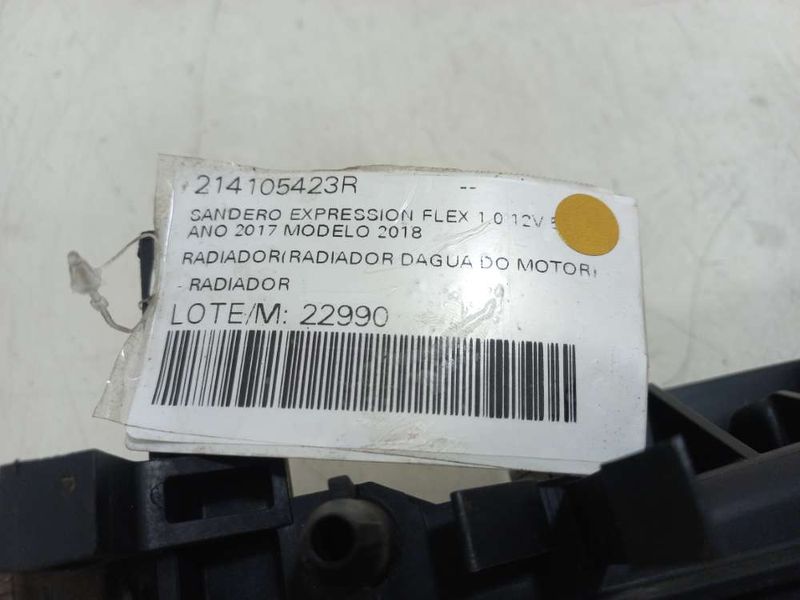 214105423R --
SANDERO EXPRESSION FLEX 1.0 12V
ANO 2017 MODELO 2018
RADIADOR(RADIADOR DAGUA DO MOTOR)
- RADIADOR
LOTE/M: 22990